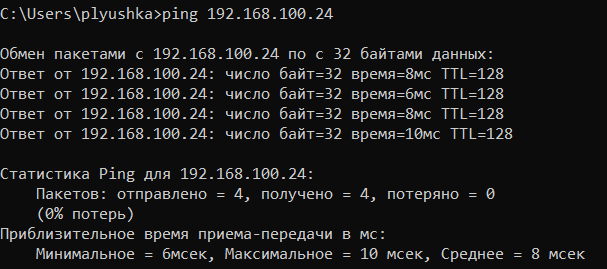 C:\Users\plyushka>ping 192.168.100.24
Обмен пакетами с 192.168.100.24 по с 32 байтами данных:
Ответ от 192.168.100.24: число байт=32 время=8мс TTL=128
Ответ от 192.168.100.24: число байт=32 время=6мс TTL=128
Ответ от 192.168.100.24: число байт=32 время=8мс TTL=128
Ответ от 192.168.100.24: число байт=32 время=10мс TTL=128
Статистика Ping для 192.168.100.24:
Пакетов: отправлено = 4, получено = 4, потеряно = 0
(0% потерь)
Приблизительное время приема-передачи в мс:
Минимальное = 6мсек, Максимальное = 10 мсек, Среднее = 8 мсек